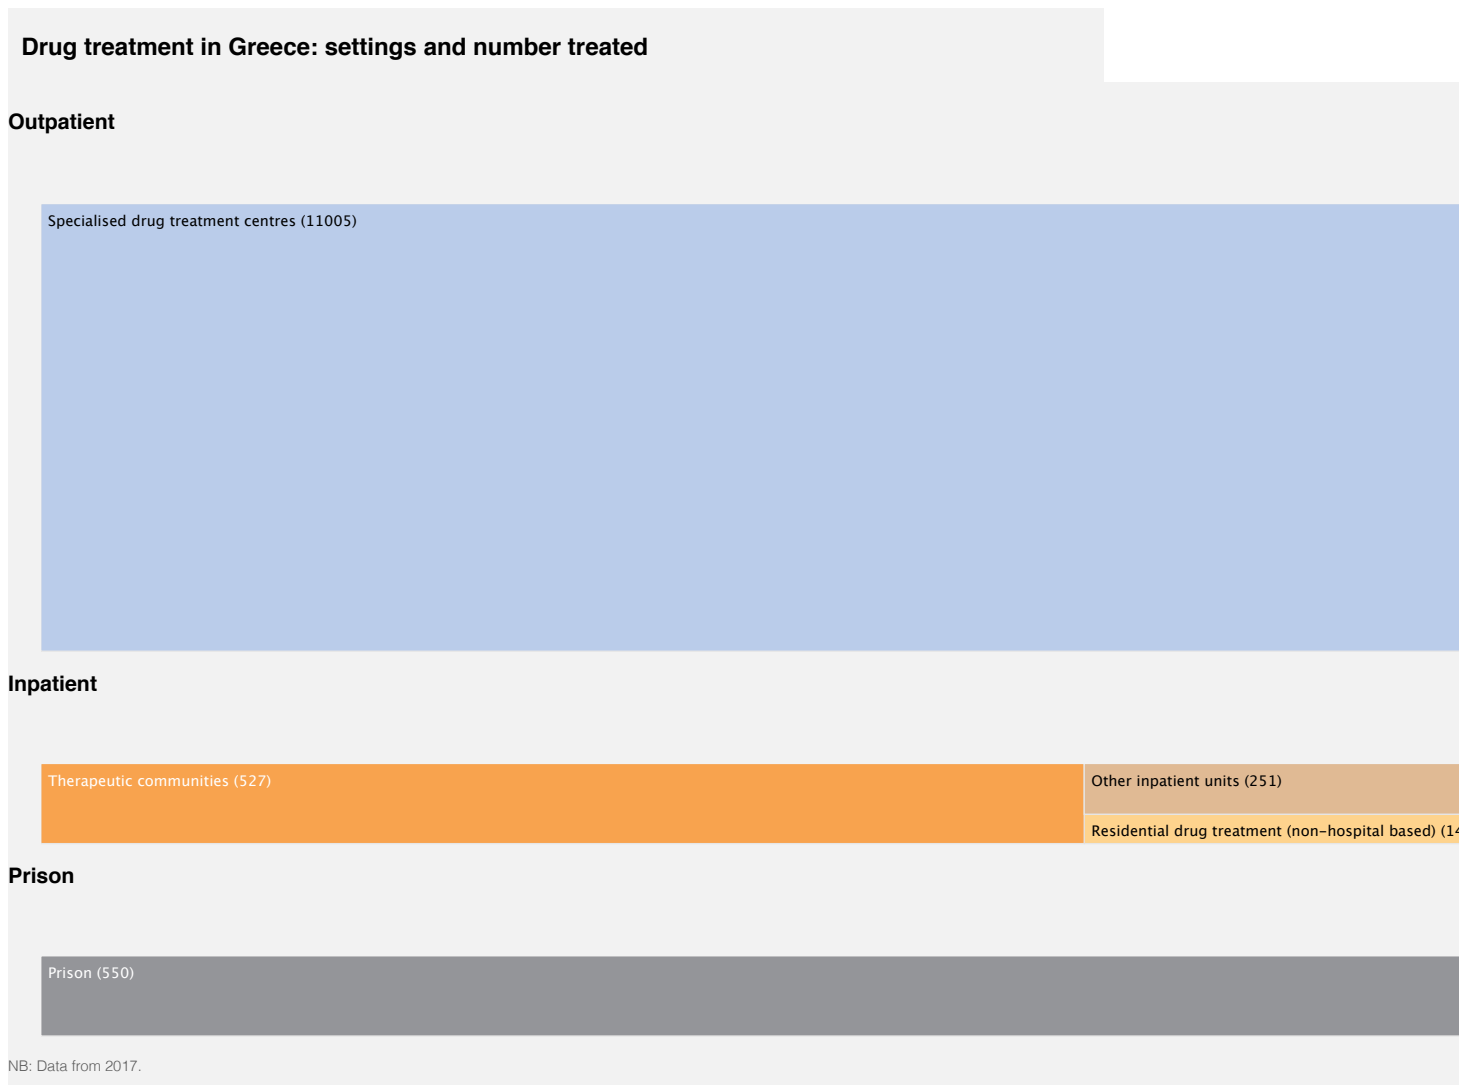 Drug treatment in Greece: settings and number treated
Outpatient
Specialised drug treatment centres (11005)
Inpatient
Therapeutic communities (527)
Other inpatient units (251)
Residential drug treatment (non-hospital based) (14
Prison
Prison (550)
NB: Data from 2017.